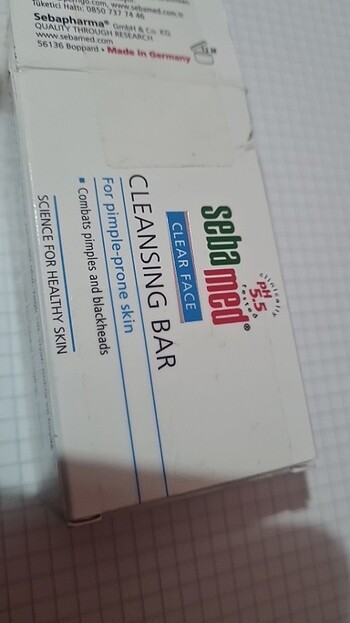 Tüketici Hattı: 0850 737 74 46
Sebapharma® GmbH & Co. KG
QUALITY THROUGH RESEARCH
www.sebamed.com
56136 Boppard • Made in Germany
clinically
pH
5.5
tested
sebamed®
CLEAR FACE
CLEANSING BAR
For pimple-prone skin
▪ Combats pimples and blackheads
SCIENCE FOR HEALTHY SKIN